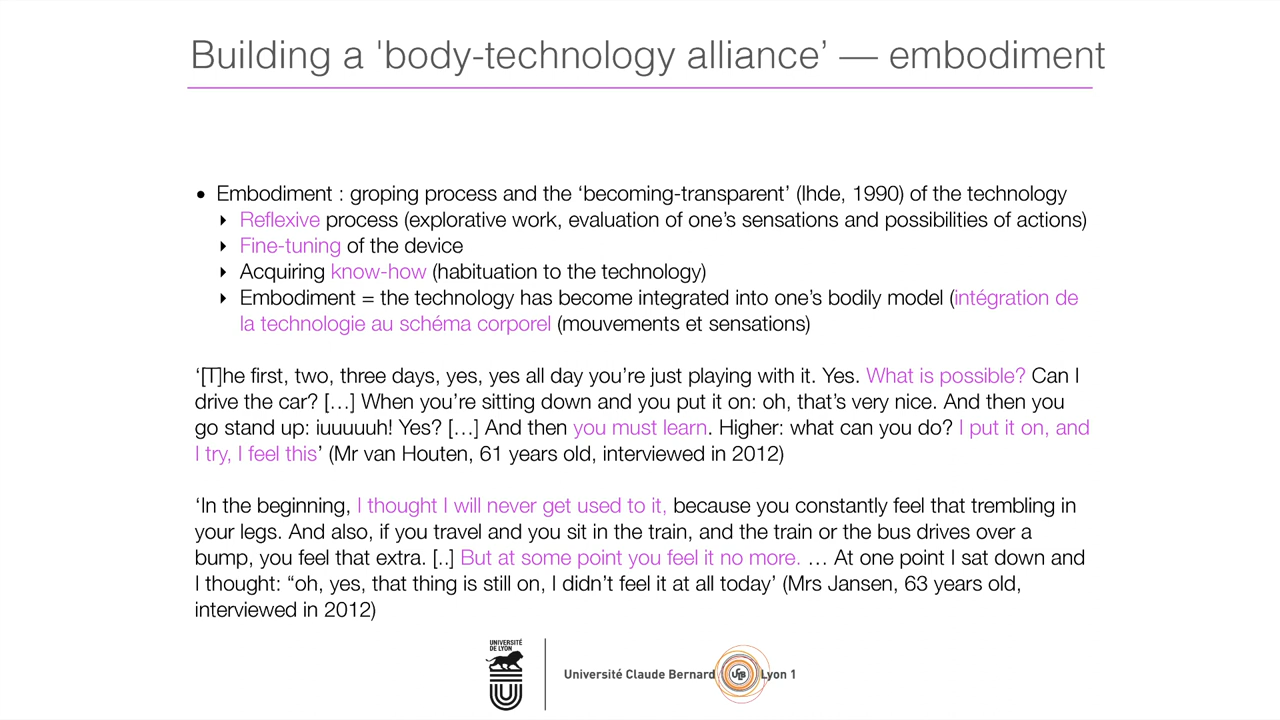 Building a 'body-technology alliance’ — embodiment
• Embodiment : groping process and the ‘becoming-transparent’ (Ihde, 1990) of the technology
‣ Reflexive process (explorative work, evaluation of one’s sensations and possibilities of actions)
‣ Fine-tuning of the device
‣ Acquiring know-how (habituation to the technology)
‣ Embodiment = the technology has become integrated into one’s bodily model (intégration de
la technologie au schéma corporel (mouvements et sensations)
‘[T]he first, two, three days, yes, yes all day you’re just playing with it. Yes. What is possible? Can I
drive the car? […] When you’re sitting down and you put it on: oh, that’s very nice. And then you
go stand up: iuuuuuh! Yes? […] And then you must learn. Higher: what can you do? I put it on, and
I try, I feel this’ (Mr van Houten, 61 years old, interviewed in 2012)
‘In the beginning, I thought I will never get used to it, because you constantly feel that trembling in
your legs. And also, if you travel and you sit in the train, and the train or the bus drives over a
bump, you feel that extra. [..] But at some point you feel it no more. … At one point I sat down and
I thought: “oh, yes, that thing is still on, I didn’t feel it at all today’ (Mrs Jansen, 63 years old,
interviewed in 2012)
UNIVERSITÉ
DE LYON
Université Claude Bernard Lyon 1